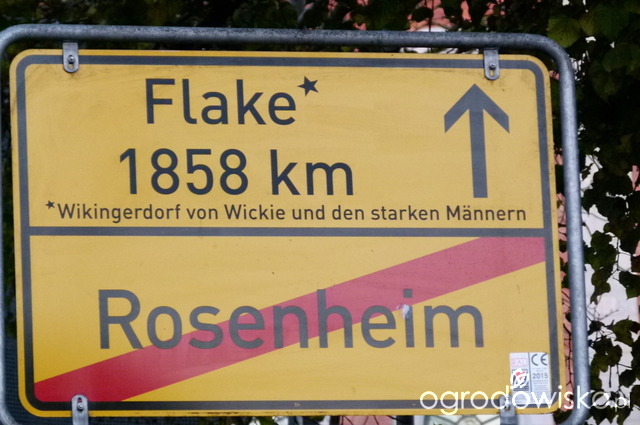 Flake*
1858 km
*Wikingerdorf von Wickie und den starken Männern
Rosenheim
CE
2015
ogrodowisko.pl